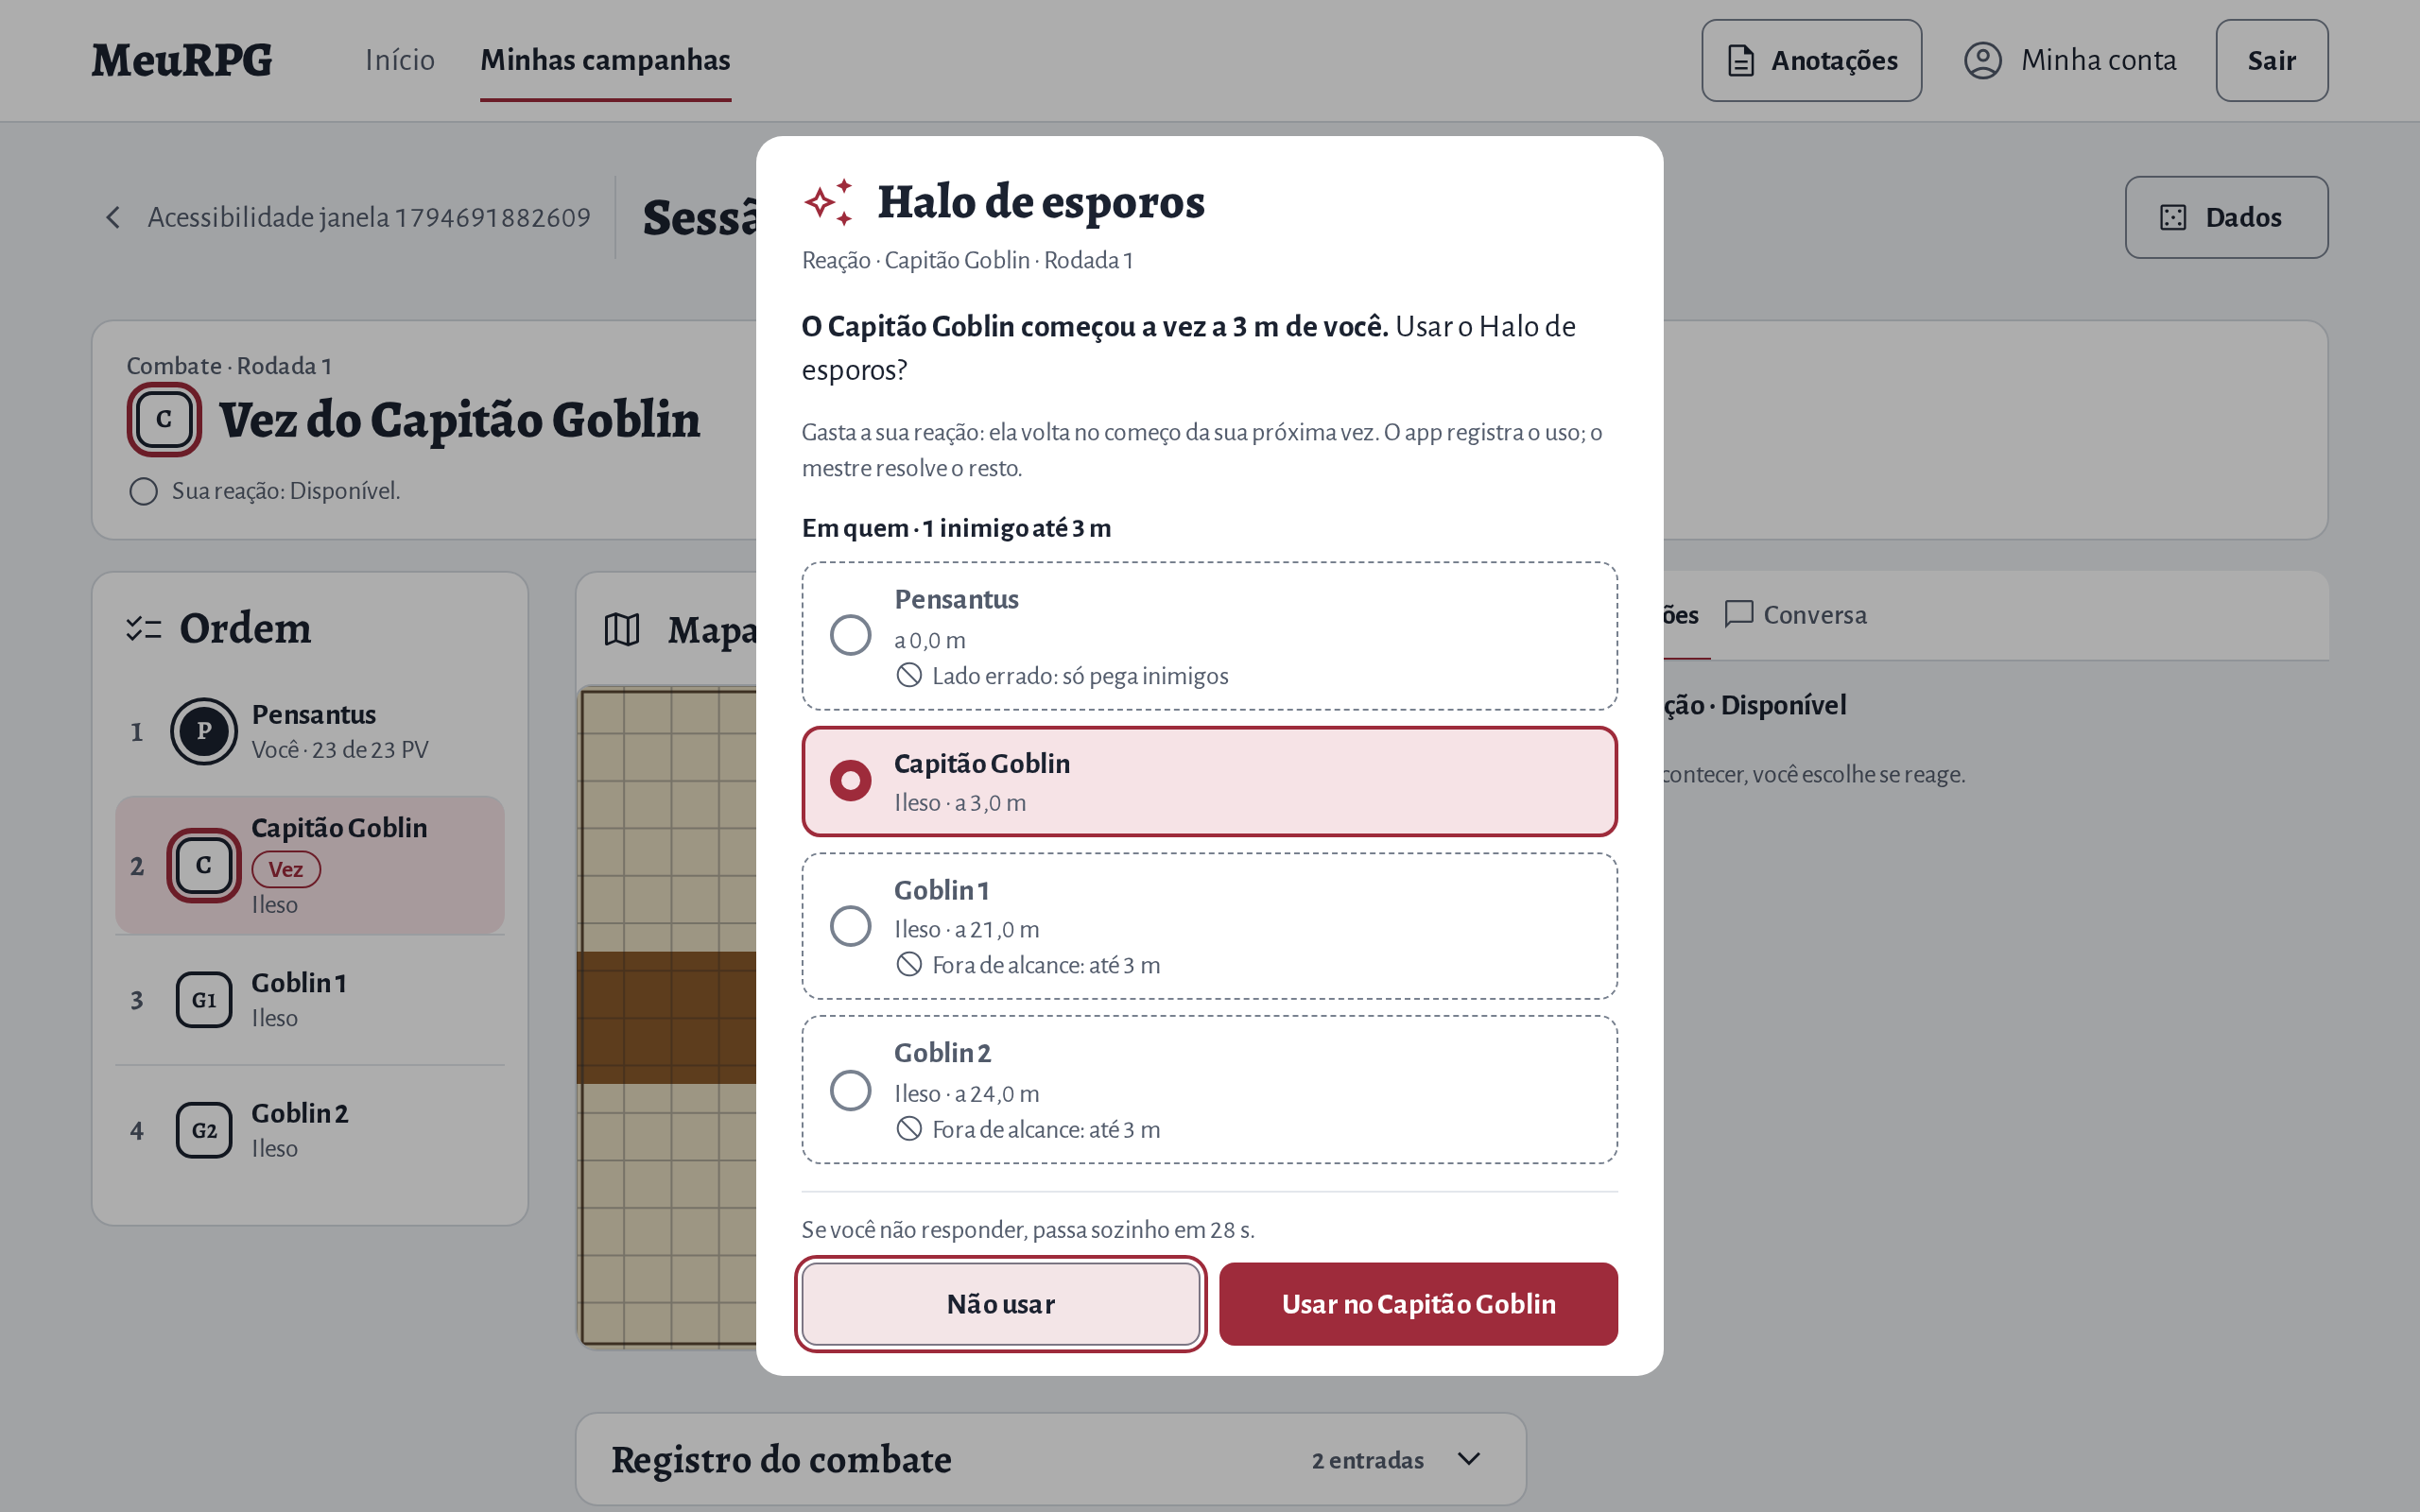 MeuRPG
Início
Minhas campanhas
Anotações
Minha conta
Sair
Acessibilidade janela 1794691882609
Sessã
Dados
Combate · Rodada 1
C
Vez do Capitão Goblin
Sua reação: Disponível.
Ordem
1
P
Pensantus
Você · 23 de 23 PV
2
C
Capitão Goblin
Vez
Ileso
3
G1
Goblin 1
Ileso
4
G2
Goblin 2
Ileso
Mapa
Halo de esporos
Reação · Capitão Goblin · Rodada 1
O Capitão Goblin começou a vez a 3 m de você. Usar o Halo de
esporos?
Gasta a sua reação: ela volta no começo da sua próxima vez. O app registra o uso; o
mestre resolve o resto.
Em quem · 1 inimigo até 3 m
Pensantus
a 0,0 m
Lado errado: só pega inimigos
Capitão Goblin
Ileso · a 3,0 m
Goblin 1
Ileso · a 21,0 m
Fora de alcance: até 3 m
Goblin 2
Ileso · a 24,0 m
Fora de alcance: até 3 m
Se você não responder, passa sozinho em 28 s.
Não usar
Usar no Capitão Goblin
ões
Conversa
ção · Disponível
contecer, você escolhe se reage.
Registro do combate
2 entradas